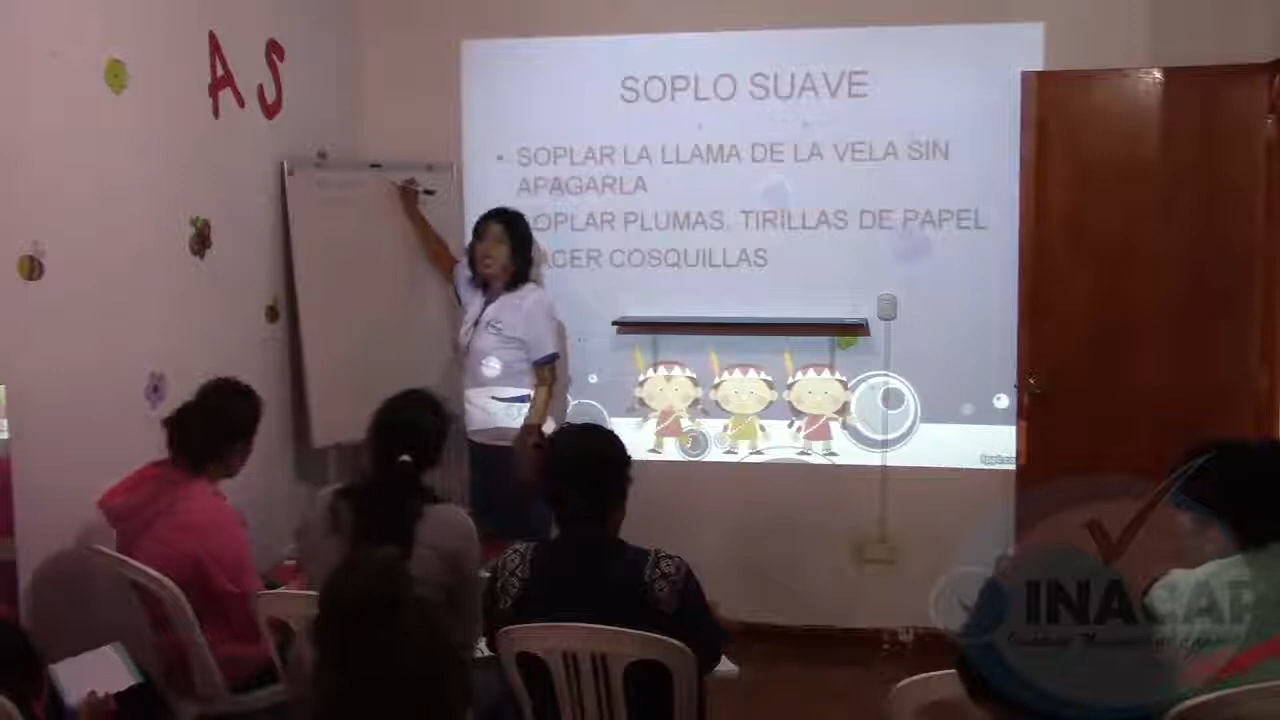 A S
SOPLO SUAVE
• SOPLAR LA LLAMA DE LA VELA SIN
APAGARLA
OPLAR PLUMAS, TIRILLAS DE PAPEL
ACER COSQUILLAS
INACAP